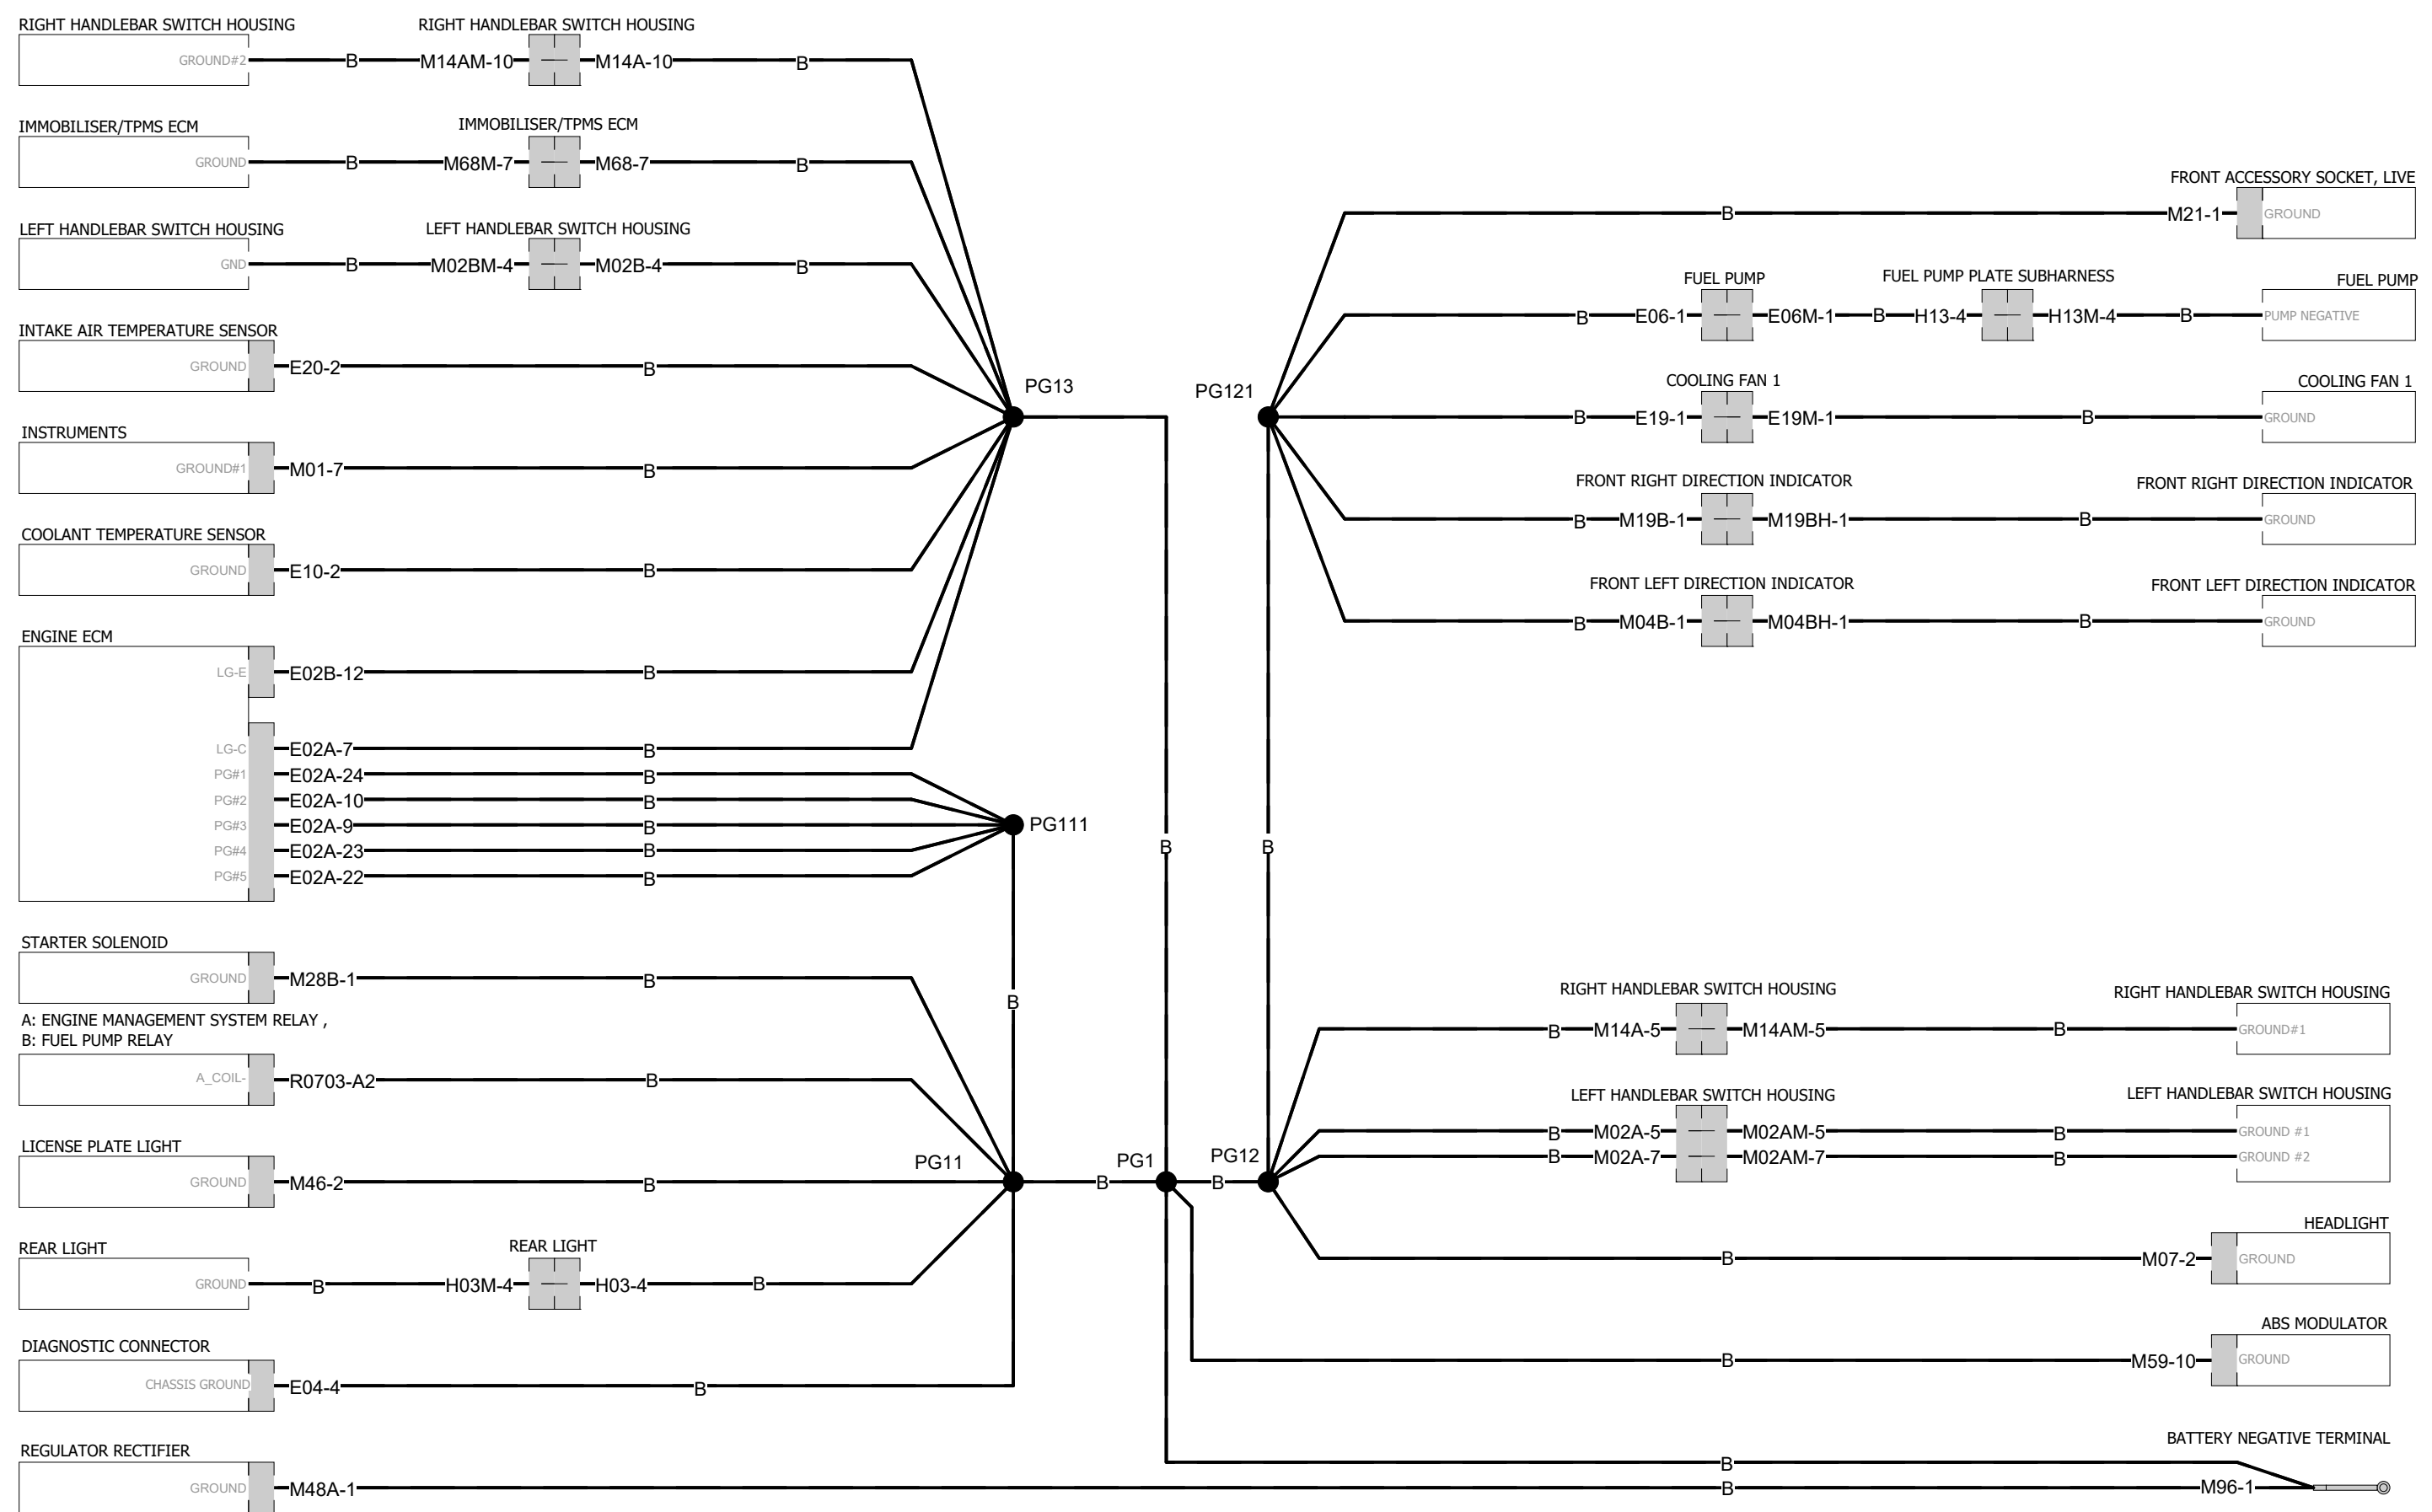 RIGHT HANDLEBAR SWITCH HOUSING
RIGHT HANDLEBAR SWITCH HOUSING
GROUND#2 B M14AM-10 M14A-10 B
IMMOBILISER/TPMS ECM
IMMOBILISER/TPMS ECM
GROUND B M68M-7 M68-7 B
LEFT HANDLEBAR SWITCH HOUSING
LEFT HANDLEBAR SWITCH HOUSING
GND B M02BM-4 M02B-4 B
INTAKE AIR TEMPERATURE SENSOR
GROUND E20-2 B
PG13
INSTRUMENTS
GROUND#1 M01-7 B
COOLANT TEMPERATURE SENSOR
GROUND E10-2 B
ENGINE ECM
LG-E E02B-12 B
LG-C E02A-7 B
PG#1 E02A-24 B
PG#2 E02A-10 B
PG#3 E02A-9 B
PG111
PG#4 E02A-23 B
PG#5 E02A-22 B
B
B
B
STARTER SOLENOID
GROUND M28B-1 B
A: ENGINE MANAGEMENT SYSTEM RELAY ,
B: FUEL PUMP RELAY
A_COIL- R0703-A2 B
LICENSE PLATE LIGHT
GROUND M46-2 B
PG11 B PG1 B PG12
REAR LIGHT
REAR LIGHT
GROUND B H03M-4 H03-4 B
DIAGNOSTIC CONNECTOR
CHASSIS GROUND E04-4 B
REGULATOR RECTIFIER
GROUND M48A-1
FRONT ACCESSORY SOCKET, LIVE
B M21-1 GROUND
FUEL PUMP
FUEL PUMP PLATE SUBHARNESS
FUEL PUMP
B E06-1 E06M-1 B H13-4 H13M-4 B PUMP NEGATIVE
PG121
COOLING FAN 1
COOLING FAN 1
B E19-1 E19M-1 B GROUND
FRONT RIGHT DIRECTION INDICATOR
FRONT RIGHT DIRECTION INDICATOR
B M19B-1 M19BH-1 B GROUND
FRONT LEFT DIRECTION INDICATOR
FRONT LEFT DIRECTION INDICATOR
B M04B-1 M04BH-1 B GROUND
RIGHT HANDLEBAR SWITCH HOUSING
RIGHT HANDLEBAR SWITCH HOUSING
B M14A-5 M14AM-5 B GROUND#1
LEFT HANDLEBAR SWITCH HOUSING
LEFT HANDLEBAR SWITCH HOUSING
B M02A-5 M02AM-5 B GROUND #1
B M02A-7 M02AM-7 B GROUND #2
HEADLIGHT
B M07-2 GROUND
ABS MODULATOR
B M59-10 GROUND
BATTERY NEGATIVE TERMINAL
B
B M96-1